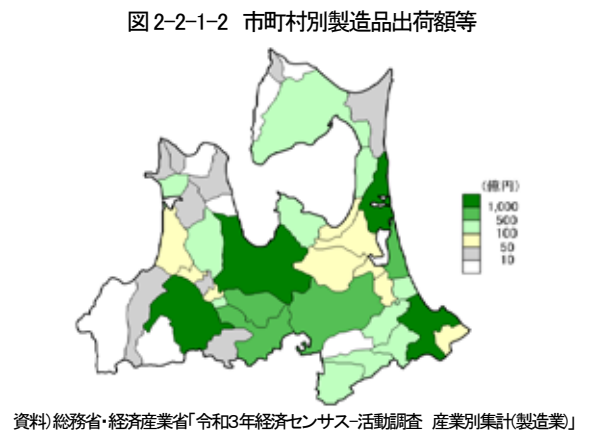 図2-2-1-2 市町村別製造品出荷額等
(億円)
1,000
500
100
50
10
資料)総務省・経済産業省「令和3年経済センサス-活動調査 産業別集計(製造業)」